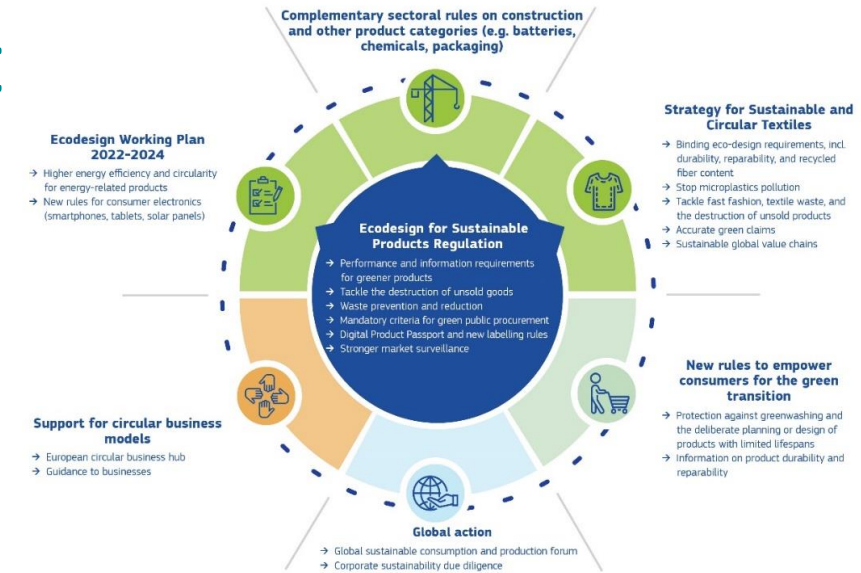 Complementary sectoral rules on construction
and other product categories (e.g. batteries,
chemicals, packaging)
Strategy for Sustainable and
Circular Textiles
→ Binding eco-design requirements, incl.
durability, reparability, and recycled
fiber content
→ Stop microplastics pollution
→ Tackle fast fashion, textile waste, and
the destruction of unsold products
→ Accurate green claims
→ Sustainable global value chains
Ecodesign Working Plan
2022-2024
→ Higher energy efficiency and circularity
for energy-related products
→ New rules for consumer electronics
(smartphones, tablets, solar panels)
Ecodesign for Sustainable
Products Regulation
→ Performance and information requirements
for greener products
→ Tackle the destruction of unsold goods
→ Waste prevention and reduction
→ Mandatory criteria for green public procurement
→ Digital Product Passport and new labelling rules
→ Stronger market surveillance
New rules to empower
consumers for the green
transition
→ Protection against greenwashing and
the deliberate planning or design of
products with limited lifespans
→ Information on product durability and
reparability
Support for circular business
models
→ European circular business hub
→ Guidance to businesses
Global action
→ Global sustainable consumption and production forum
→ Corporate sustainability due diligence